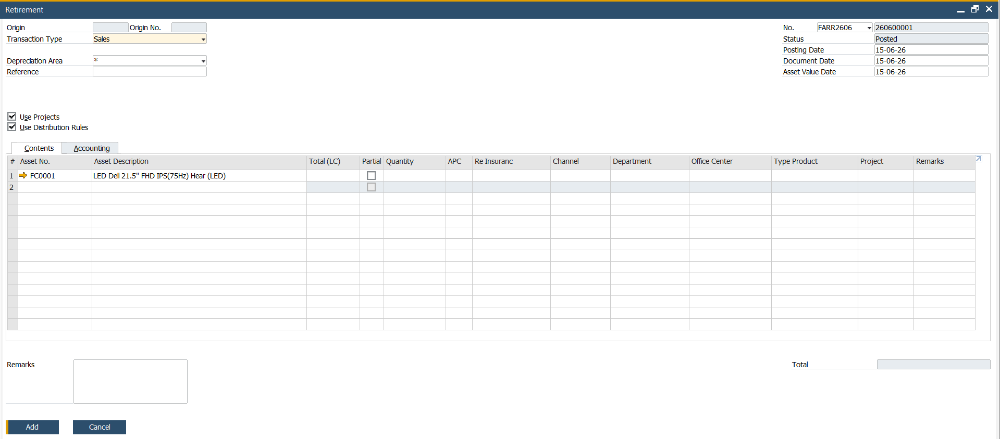 Retirement
Origin Origin No. No. FARR2606 260600001
Transaction Type Sales Status Posted
Posting Date 15-06-26
Depreciation Area * Document Date 15-06-26
Reference Asset Value Date 15-06-26
Use Projects
Use Distribution Rules
Contents Accounting
# Asset No. Asset Description Total (LC) Partial Quantity APC Re Insuranc Channel Department Office Center Type Product Project Remarks
1 FC0001 LED Dell 21.5" FHD IPS(75Hz) Hear (LED)
2
Remarks Total
Add Cancel